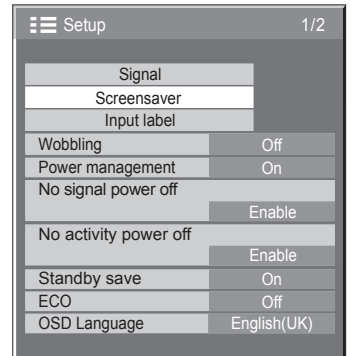 Setup 1/2
Signal
Screensaver
Input label
Wobbling Off
Power management On
No signal power off
Enable
No activity power off
Enable
Standby save On
ECO Off
OSD Language English(UK)